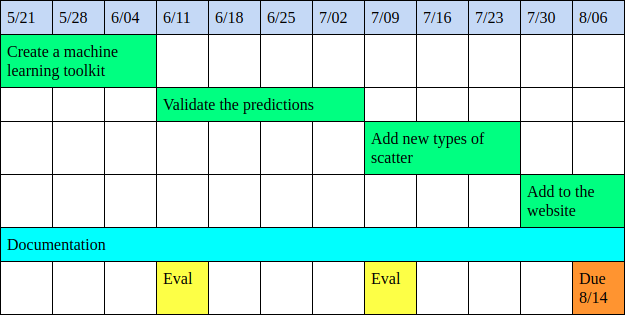 5/21 5/28 6/04 6/11 6/18 6/25 7/02 7/09 7/16 7/23 7/30 8/06
Create a machine
learning toolkit
Validate the predictions
Add new types of
scatter
Add to the
website
Documentation
Eval Eval Due
8/14